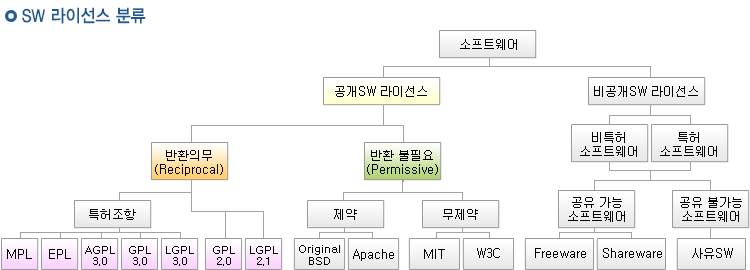 SW 라이선스 분류
소프트웨어
공개SW 라이선스
비공개SW 라이선스
반환의무
(Reciprocal)
반환 불필요
(Permissive)
비특허
소프트웨어
특허
소프트웨어
특허조항
제약
무제약
공유 가능
소프트웨어
공유 불가능
소프트웨어
MPL
EPL
AGPL
3,0
GPL
3,0
LGPL
3,0
GPL
2,0
LGPL
2,1
Original
BSD
Apache
MIT
W3C
Freeware
Shareware
사유SW